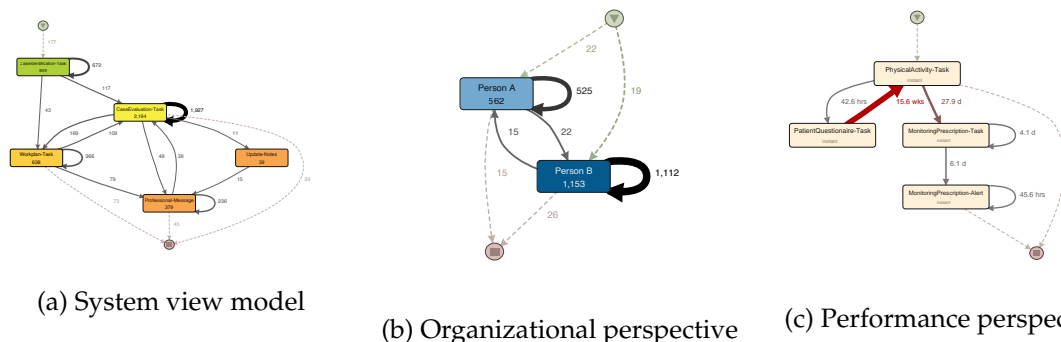 177
CaseIdentification-Task
672
43
117
CaseEvaluation-Task
2,194
1,927
169
109
11
Workplan-Task
638
366
48
38
Update-Notes
39
79
15
39
73
Professional-Message
379
236
45
(a) System view model
22
19
Person A
562
525
15
22
Person B
1,153
1,112
15
26
(b) Organizational perspective
PhysicalActivity-Task
instant
42.6 hrs
15.6 wks
27.9 d
PatientQuestionaire-Task
instant
MonitoringPrescription-Task
instant
4.1 d
6.1 d
MonitoringPrescription-Alert
instant
45.6 hrs
(c) Performance perspec